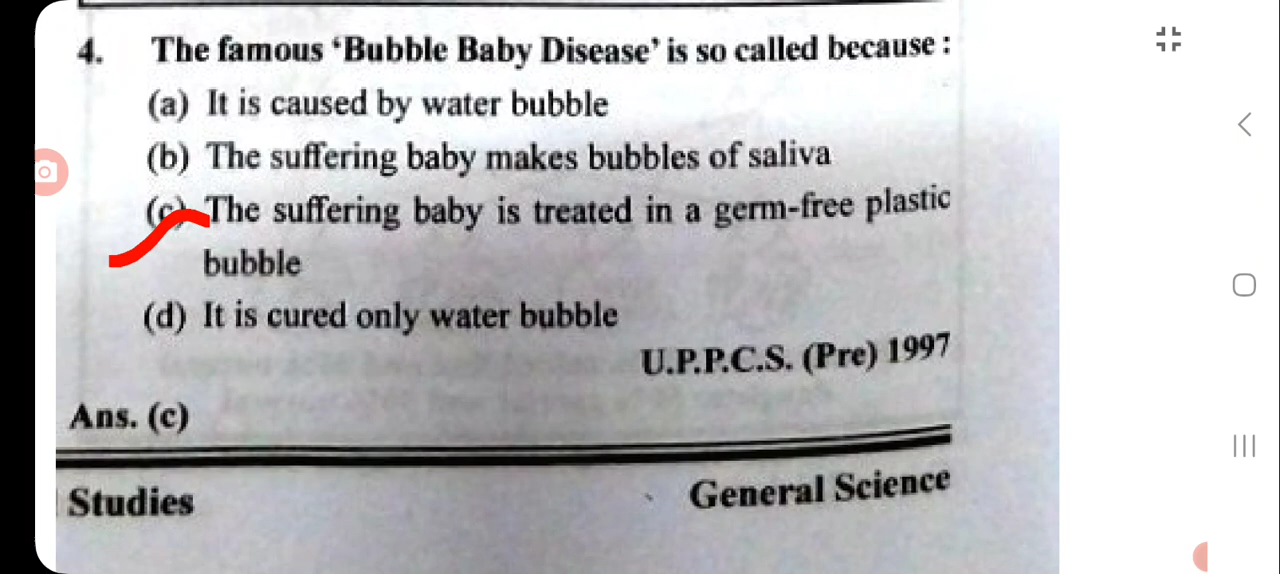 4. The famous ‘Bubble Baby Disease’ is so called because :
(a) It is caused by water bubble
(b) The suffering baby makes bubbles of saliva
(c) The suffering baby is treated in a germ-free plastic
bubble
(d) It is cured only water bubble
U.P.P.C.S. (Pre) 1997
Ans. (c)
Studies
General Science